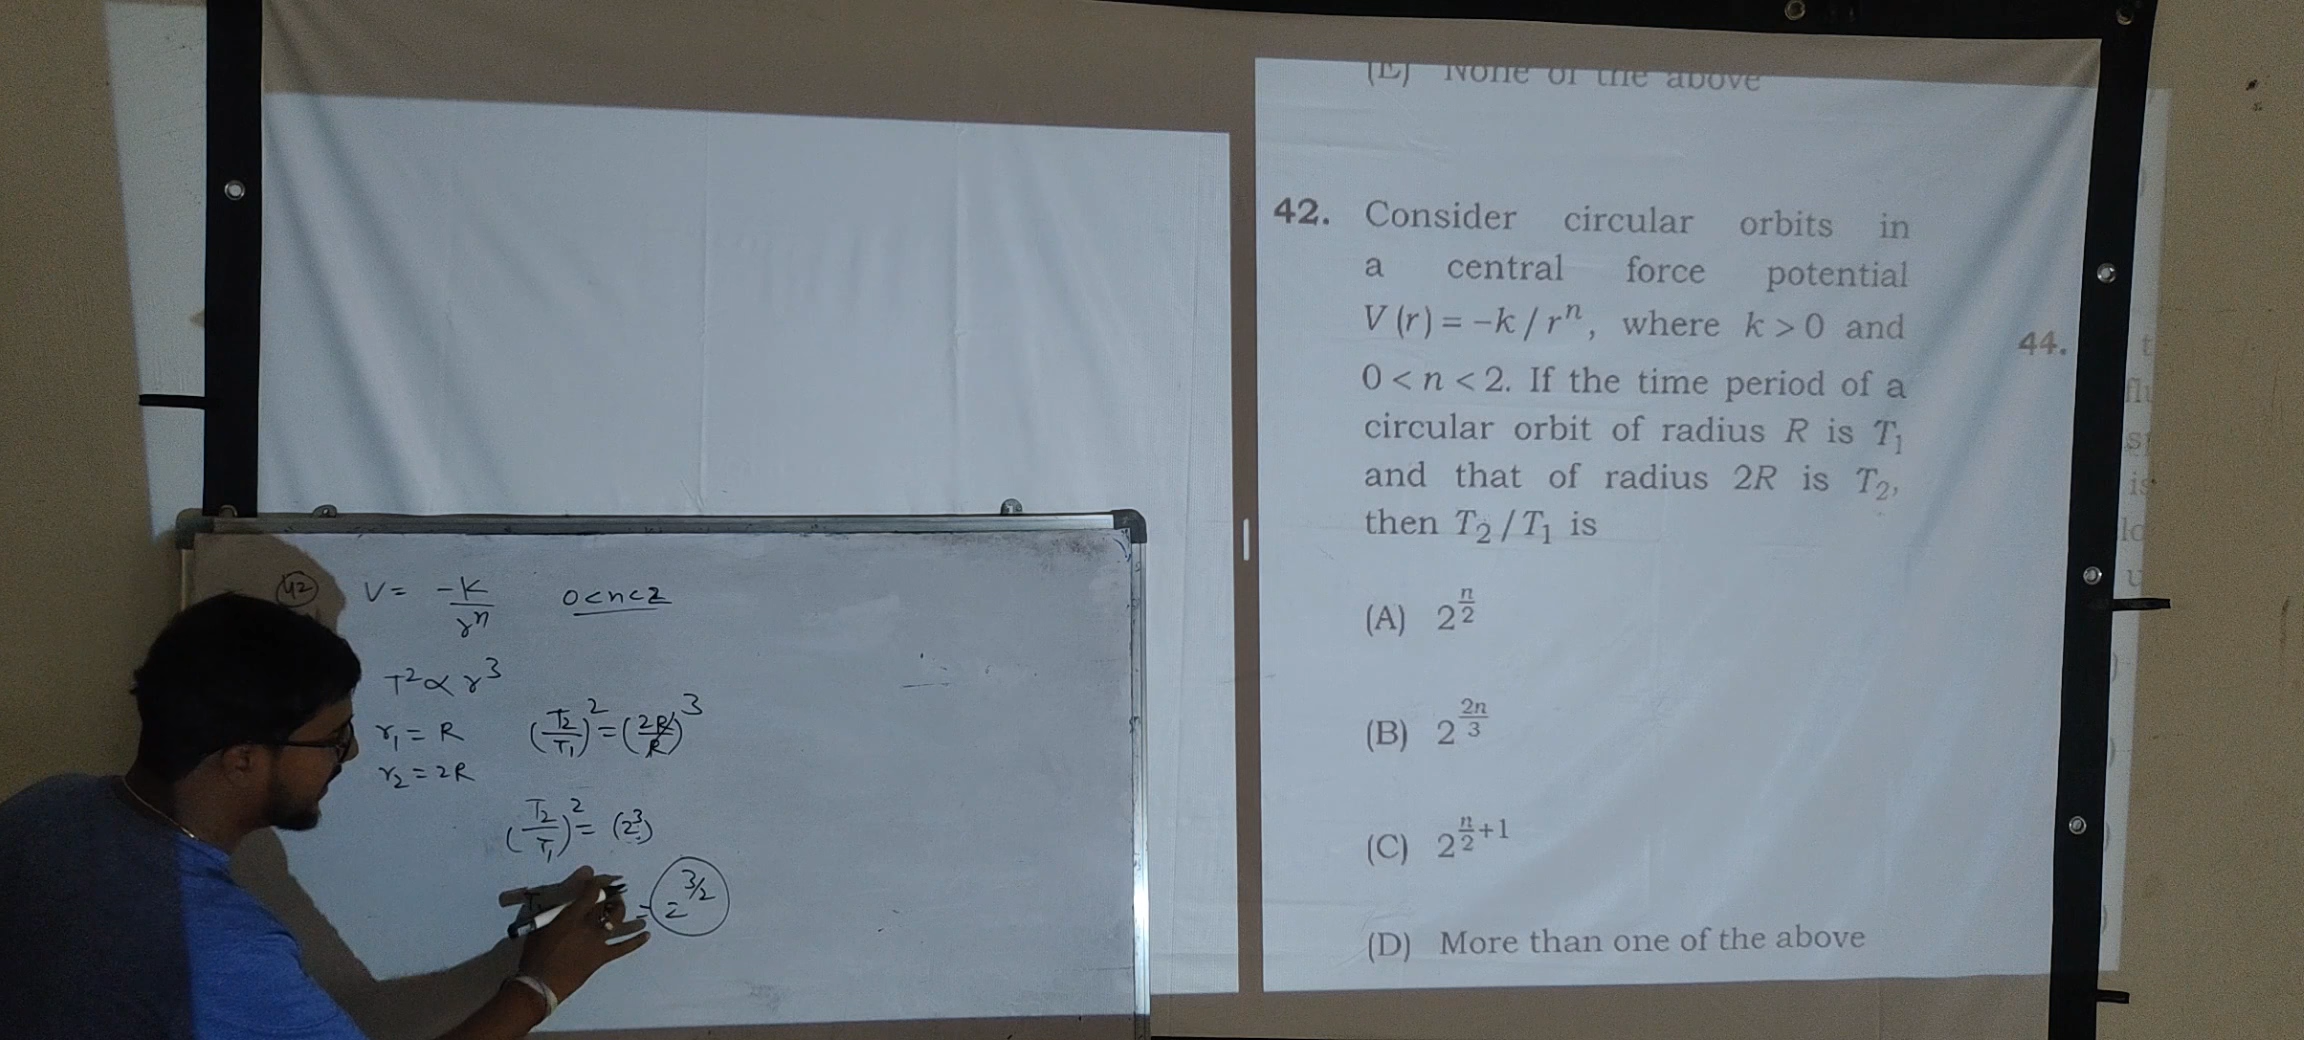 (E) None of the above
42. Consider circular orbits in
a central force potential
V(r) = -k / rⁿ, where k > 0 and
0 < n < 2. If the time period of a
circular orbit of radius R is T₁
and that of radius 2R is T₂,
then T₂ / T₁ is
(A) 2^(n/2)
(B) 2^(2n/3)
(C) 2^(n/2+1)
(D) More than one of the above
44.
42 V = -K/rⁿ 0<n<2
T² ∝ r³
r₁ = R (T₂/T₁)² = (2R/R)³
r₂ = 2R
(T₂/T₁)² = (2³)
= 2^(3/2)